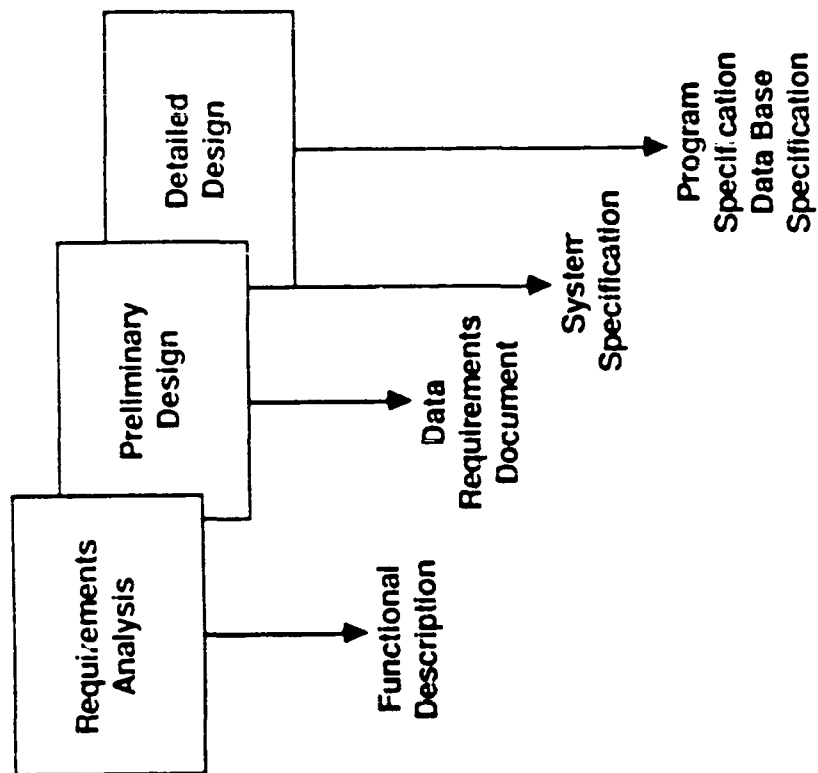 Requirements
Analysis
Preliminary
Design
Detailed
Design
Functional
Description
Data
Requirements
Document
System
Specification
Program
Specification
Data Base
Specification